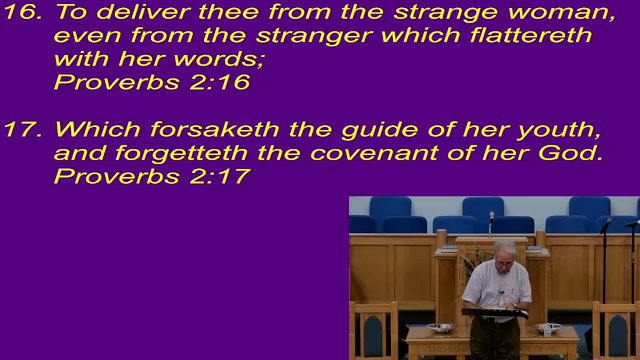 16. To deliver thee from the strange woman,
even from the stranger which flattereth
with her words;
Proverbs 2:16
17. Which forsaketh the guide of her youth,
and forgetteth the covenant of her God.
Proverbs 2:17